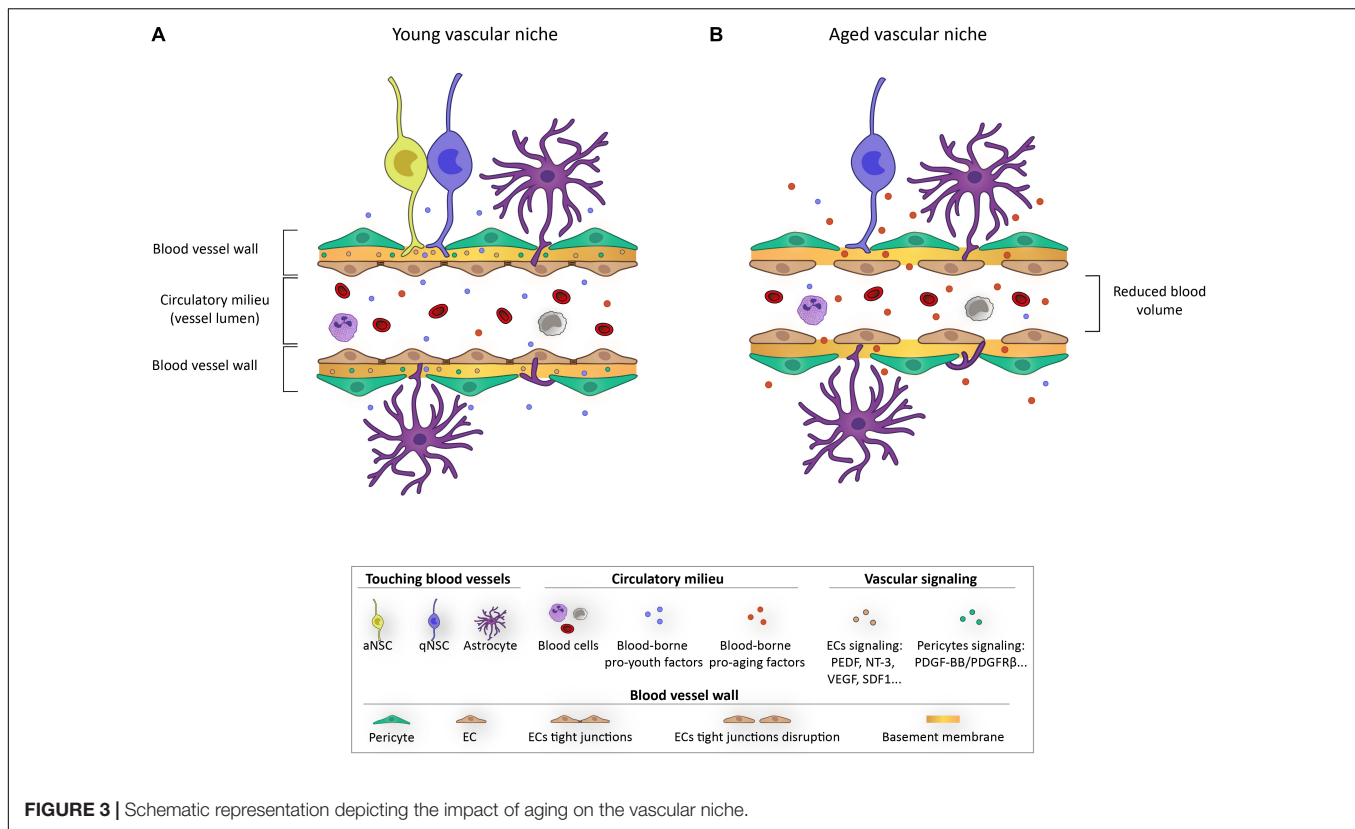 A
Young vascular niche
B
Aged vascular niche
Blood vessel wall
Circulatory milieu
(vessel lumen)
Blood vessel wall
Reduced blood
volume
Touching blood vessels
Circulatory milieu
Vascular signaling
aNSC
qNSC
Astrocyte
Blood cells
Blood-borne
pro-youth factors
Blood-borne
pro-aging factors
ECs signaling:
PEDF, NT-3,
VEGF, SDF1...
Pericytes signaling:
PDGF-BB/PDGFRβ...
Blood vessel wall
Pericyte
EC
ECs tight junctions
ECs tight junctions disruption
Basement membrane
FIGURE 3 | Schematic representation depicting the impact of aging on the vascular niche.